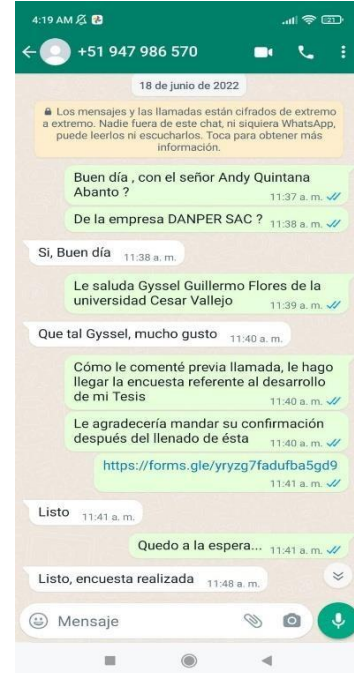 4:19 AM
21
+51 947 986 570
18 de junio de 2022
Los mensajes y las llamadas están cifrados de extremo
a extremo. Nadie fuera de este chat, ni siquiera WhatsApp,
puede leerlos ni escucharlos. Toca para obtener más
información.
Buen día , con el señor Andy Quintana
Abanto ?
11:37 a. m.
De la empresa DANPER SAC ? 11:38 a. m.
Si, Buen día 11:38 a. m.
Le saluda Gyssel Guillermo Flores de la
universidad Cesar Vallejo
11:39 a. m.
Que tal Gyssel, mucho gusto 11:40 a. m.
Cómo le comenté previa llamada, le hago
llegar la encuesta referente al desarrollo
de mi Tesis
11:40 a. m.
Le agradecería mandar su confirmación
después del llenado de ésta
11:40 a. m.
https://forms.gle/yryzg7fadufba5gd9
11:41 a. m.
Listo 11:41 a. m.
Quedo a la espera... 11:41 a. m.
Listo, encuesta realizada 11:48 a. m.
Mensaje